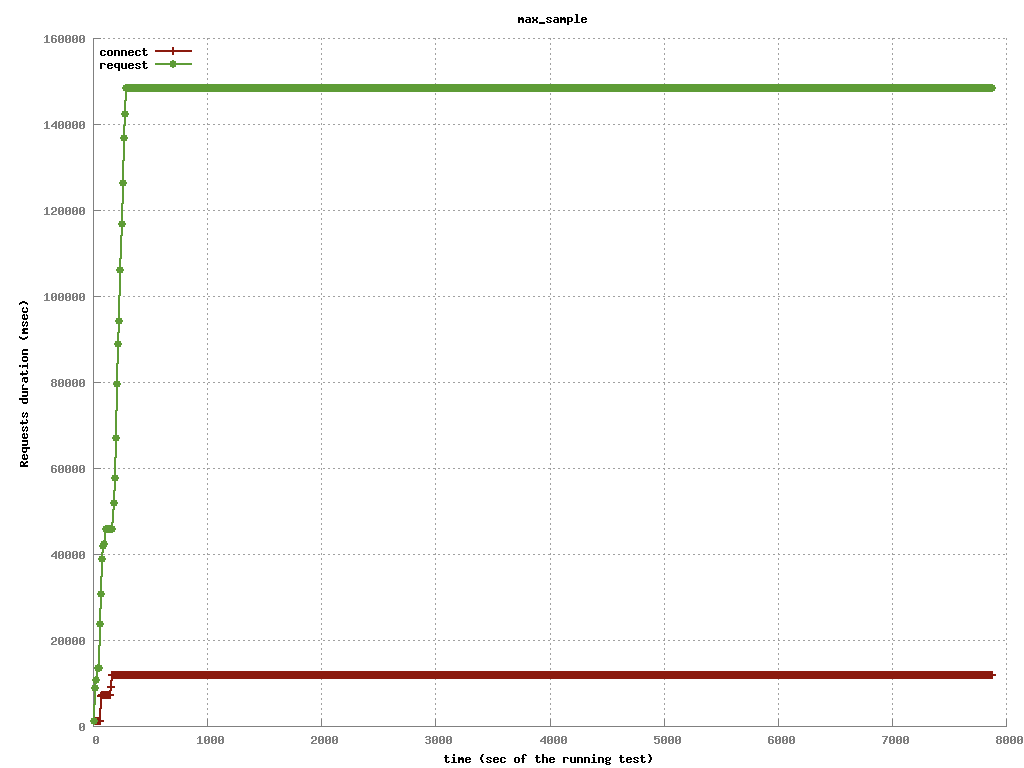 max_sample
160000
connect
request
140000
120000
100000
80000
60000
40000
20000
0
0 1000 2000 3000 4000 5000 6000 7000 8000
Requests duration (msec)
time (sec of the running test)